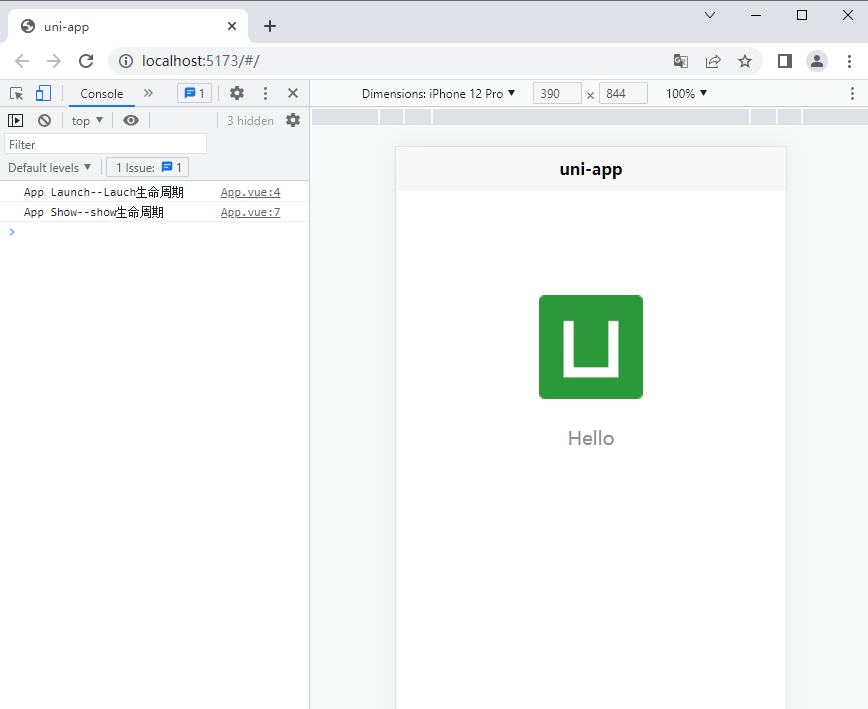 uni-app
localhost:5173/#/
Console
1
Dimensions: iPhone 12 Pro
390
×
844
100%
top
3 hidden
Filter
Default levels
1 Issue:
1
App Launch--Lauch生命周期
App.vue:4
App Show--show生命周期
App.vue:7
uni-app
Hello